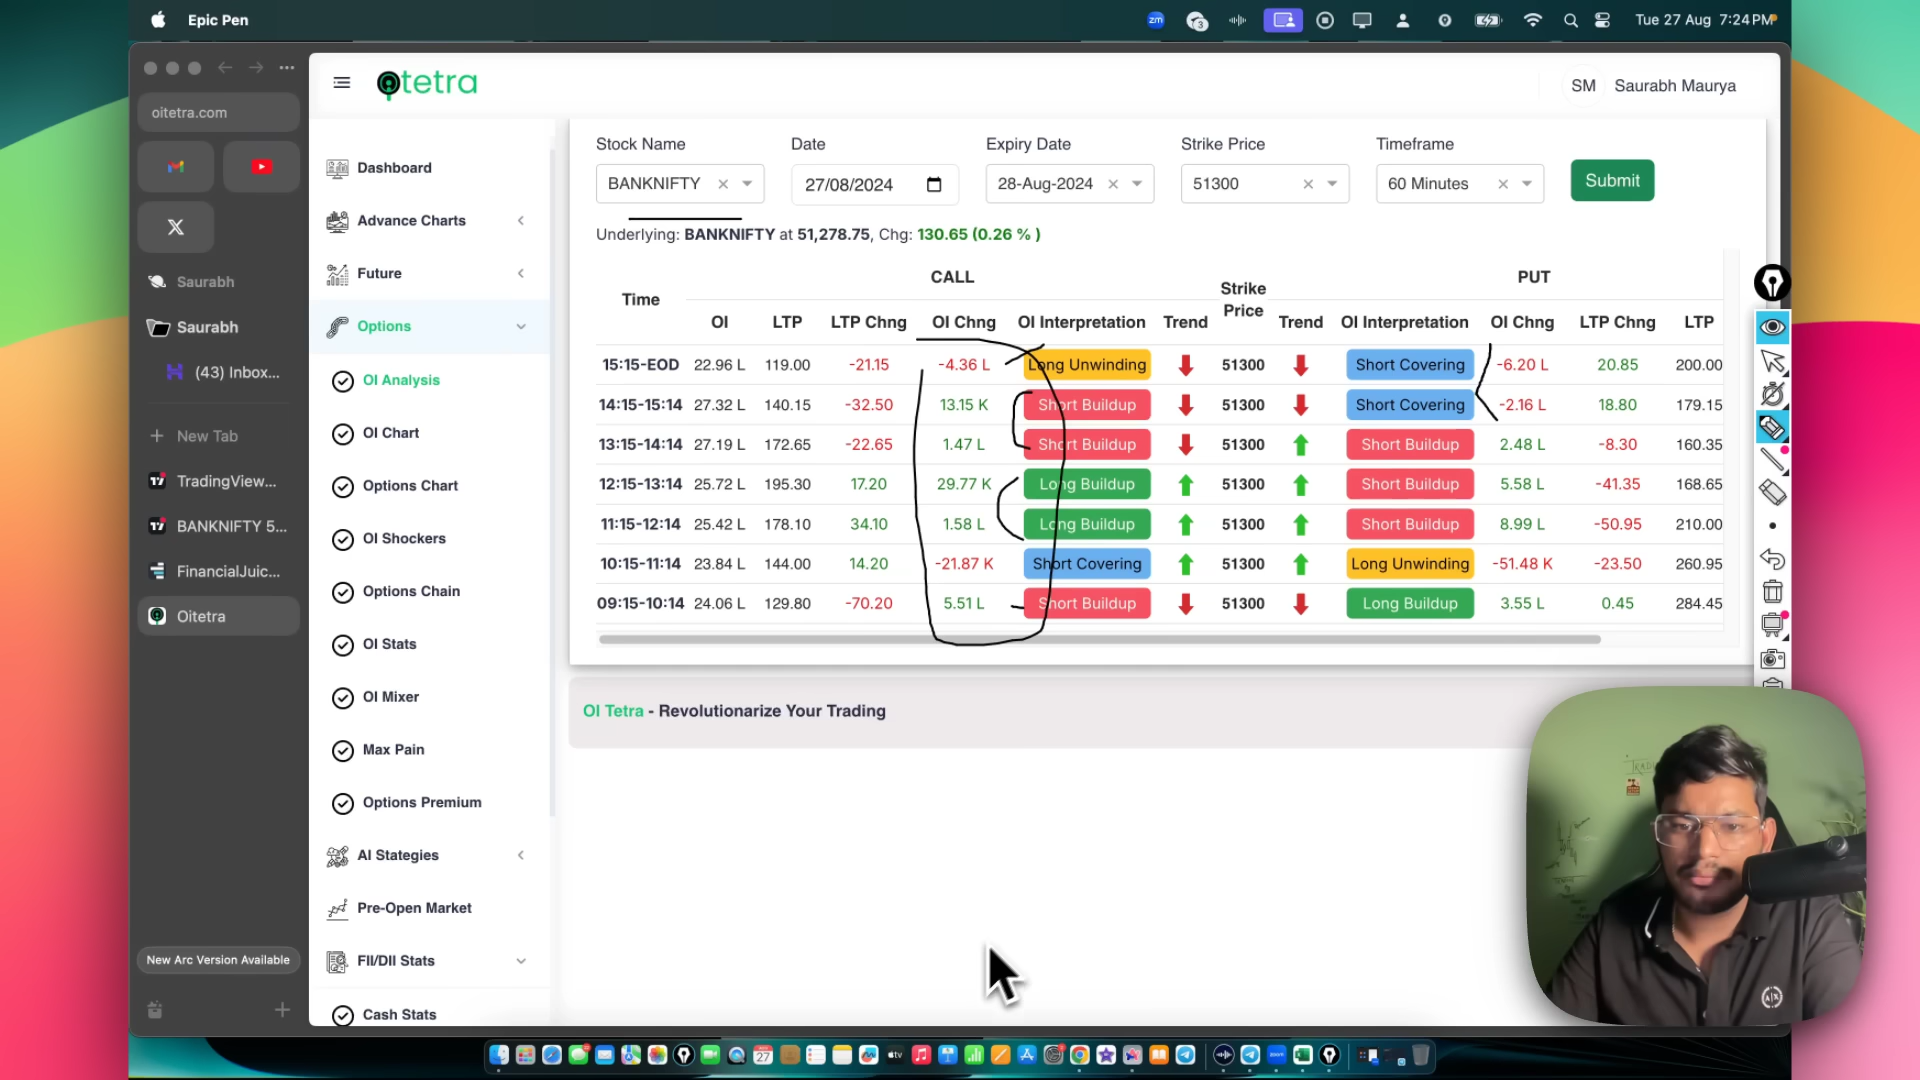 Epic Pen
zm
3
Tue 27 Aug 7:24 PM
oitetra.com
Saurabh
Saurabh
(43) Inbox...
New Tab
TradingView...
BANKNIFTY 5...
FinancialJuic...
Oitetra
New Arc Version Available
tetra
SM Saurabh Maurya
Dashboard
Advance Charts
Future
Options
OI Analysis
OI Chart
Options Chart
OI Shockers
Options Chain
OI Stats
OI Mixer
Max Pain
Options Premium
AI Stategies
Pre-Open Market
FII/DII Stats
Cash Stats
Stock Name Date Expiry Date Strike Price Timeframe
BANKNIFTY 27/08/2024 28-Aug-2024 51300 60 Minutes Submit
Underlying: BANKNIFTY at 51,278.75, Chg: 130.65 (0.26 % )
CALL PUT
Time OI LTP LTP Chng OI Chng OI Interpretation Trend Strike Price Trend OI Interpretation OI Chng LTP Chng LTP
15:15-EOD 22.96 L 119.00 -21.15 -4.36 L Long Unwinding 51300 Short Covering -6.20 L 20.85 200.00
14:15-15:14 27.32 L 140.15 -32.50 13.15 K Short Buildup 51300 Short Covering -2.16 L 18.80 179.15
13:15-14:14 27.19 L 172.65 -22.65 1.47 L Short Buildup 51300 Short Buildup 2.48 L -8.30 160.35
12:15-13:14 25.72 L 195.30 17.20 29.77 K Long Buildup 51300 Short Buildup 5.58 L -41.35 168.65
11:15-12:14 25.42 L 178.10 34.10 1.58 L Long Buildup 51300 Short Buildup 8.99 L -50.95 210.00
10:15-11:14 23.84 L 144.00 14.20 -21.87 K Short Covering 51300 Long Unwinding -51.48 K -23.50 260.95
09:15-10:14 24.06 L 129.80 -70.20 5.51 L Short Buildup 51300 Long Buildup 3.55 L 0.45 284.45
OI Tetra - Revolutionarize Your Trading